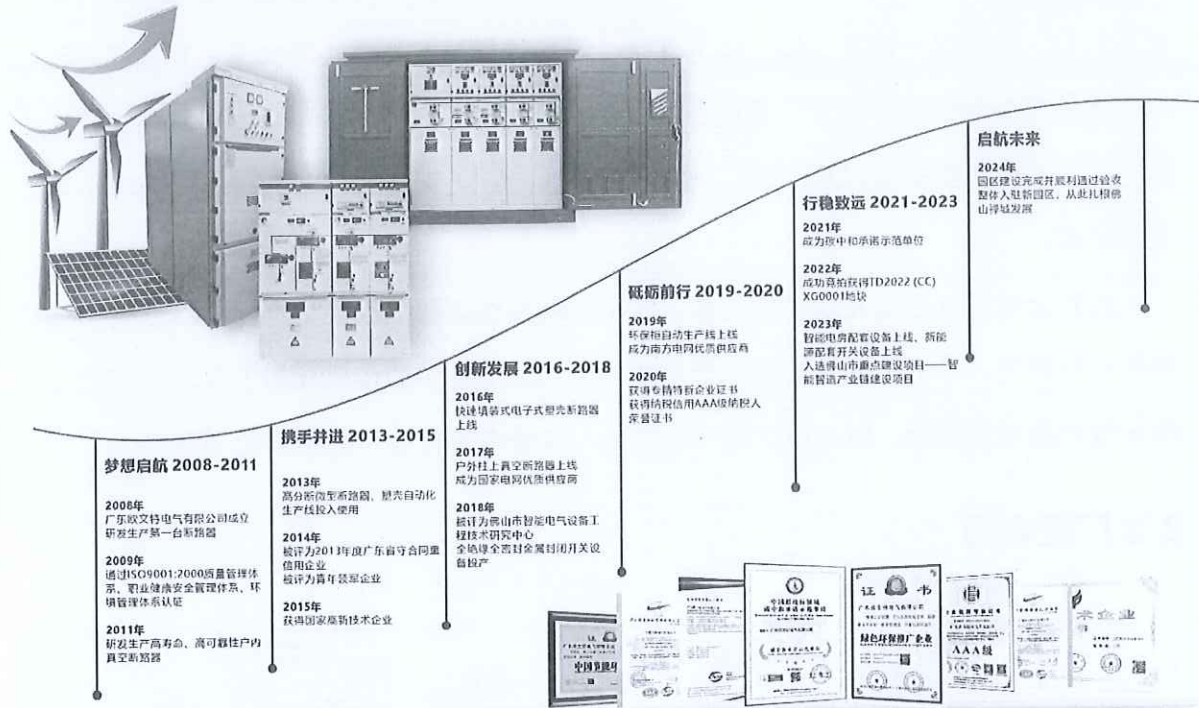 梦想启航 2008-2011
2008年
广东欧文特电气有限公司成立
研发生产第一台断路器
2009年
通过ISO9001:2000质量管理体
系、职业健康安全管理体系、环
境管理体系认证
2011年
研发生产高寿命、高可靠性户内
真空断路器
携手并进 2013-2015
2013年
高分断微型断路器、塑壳自动化
生产线投入使用
2014年
被评为2013年度广东省守合同重
信用企业
被评为青年领军企业
2015年
获得国家高新技术企业
创新发展 2016-2018
2016年
快速填装式电子式塑壳断路器
上线
2017年
户外柱上真空断路器上线
成为国家电网优质供应商
2018年
被评为佛山市智能电气设备工
程技术研究中心
全绝缘全密封金属封闭开关设
备投产
砥砺前行 2019-2020
2019年
环保柜自动生产线上线
成为南方电网优质供应商
2020年
获得专精特新企业证书
获得纳税信用AAA级纳税人
荣誉证书
行稳致远 2021-2023
2021年
成为碳中和承诺示范单位
2022年
成功竞拍获得TD2022 (CC)
XG0001地块
2023年
智能电房配套设备上线、新能
源配套开关设备上线
入选佛山市重点建设项目——智
能智造产业链建设项目
启航未来
2024年
园区建设完成并顺利通过验收
整体入驻新园区，从此扎根佛
山禅城发展
中国节能环
证 书
绿色环保推广企业
AAA级
术企业